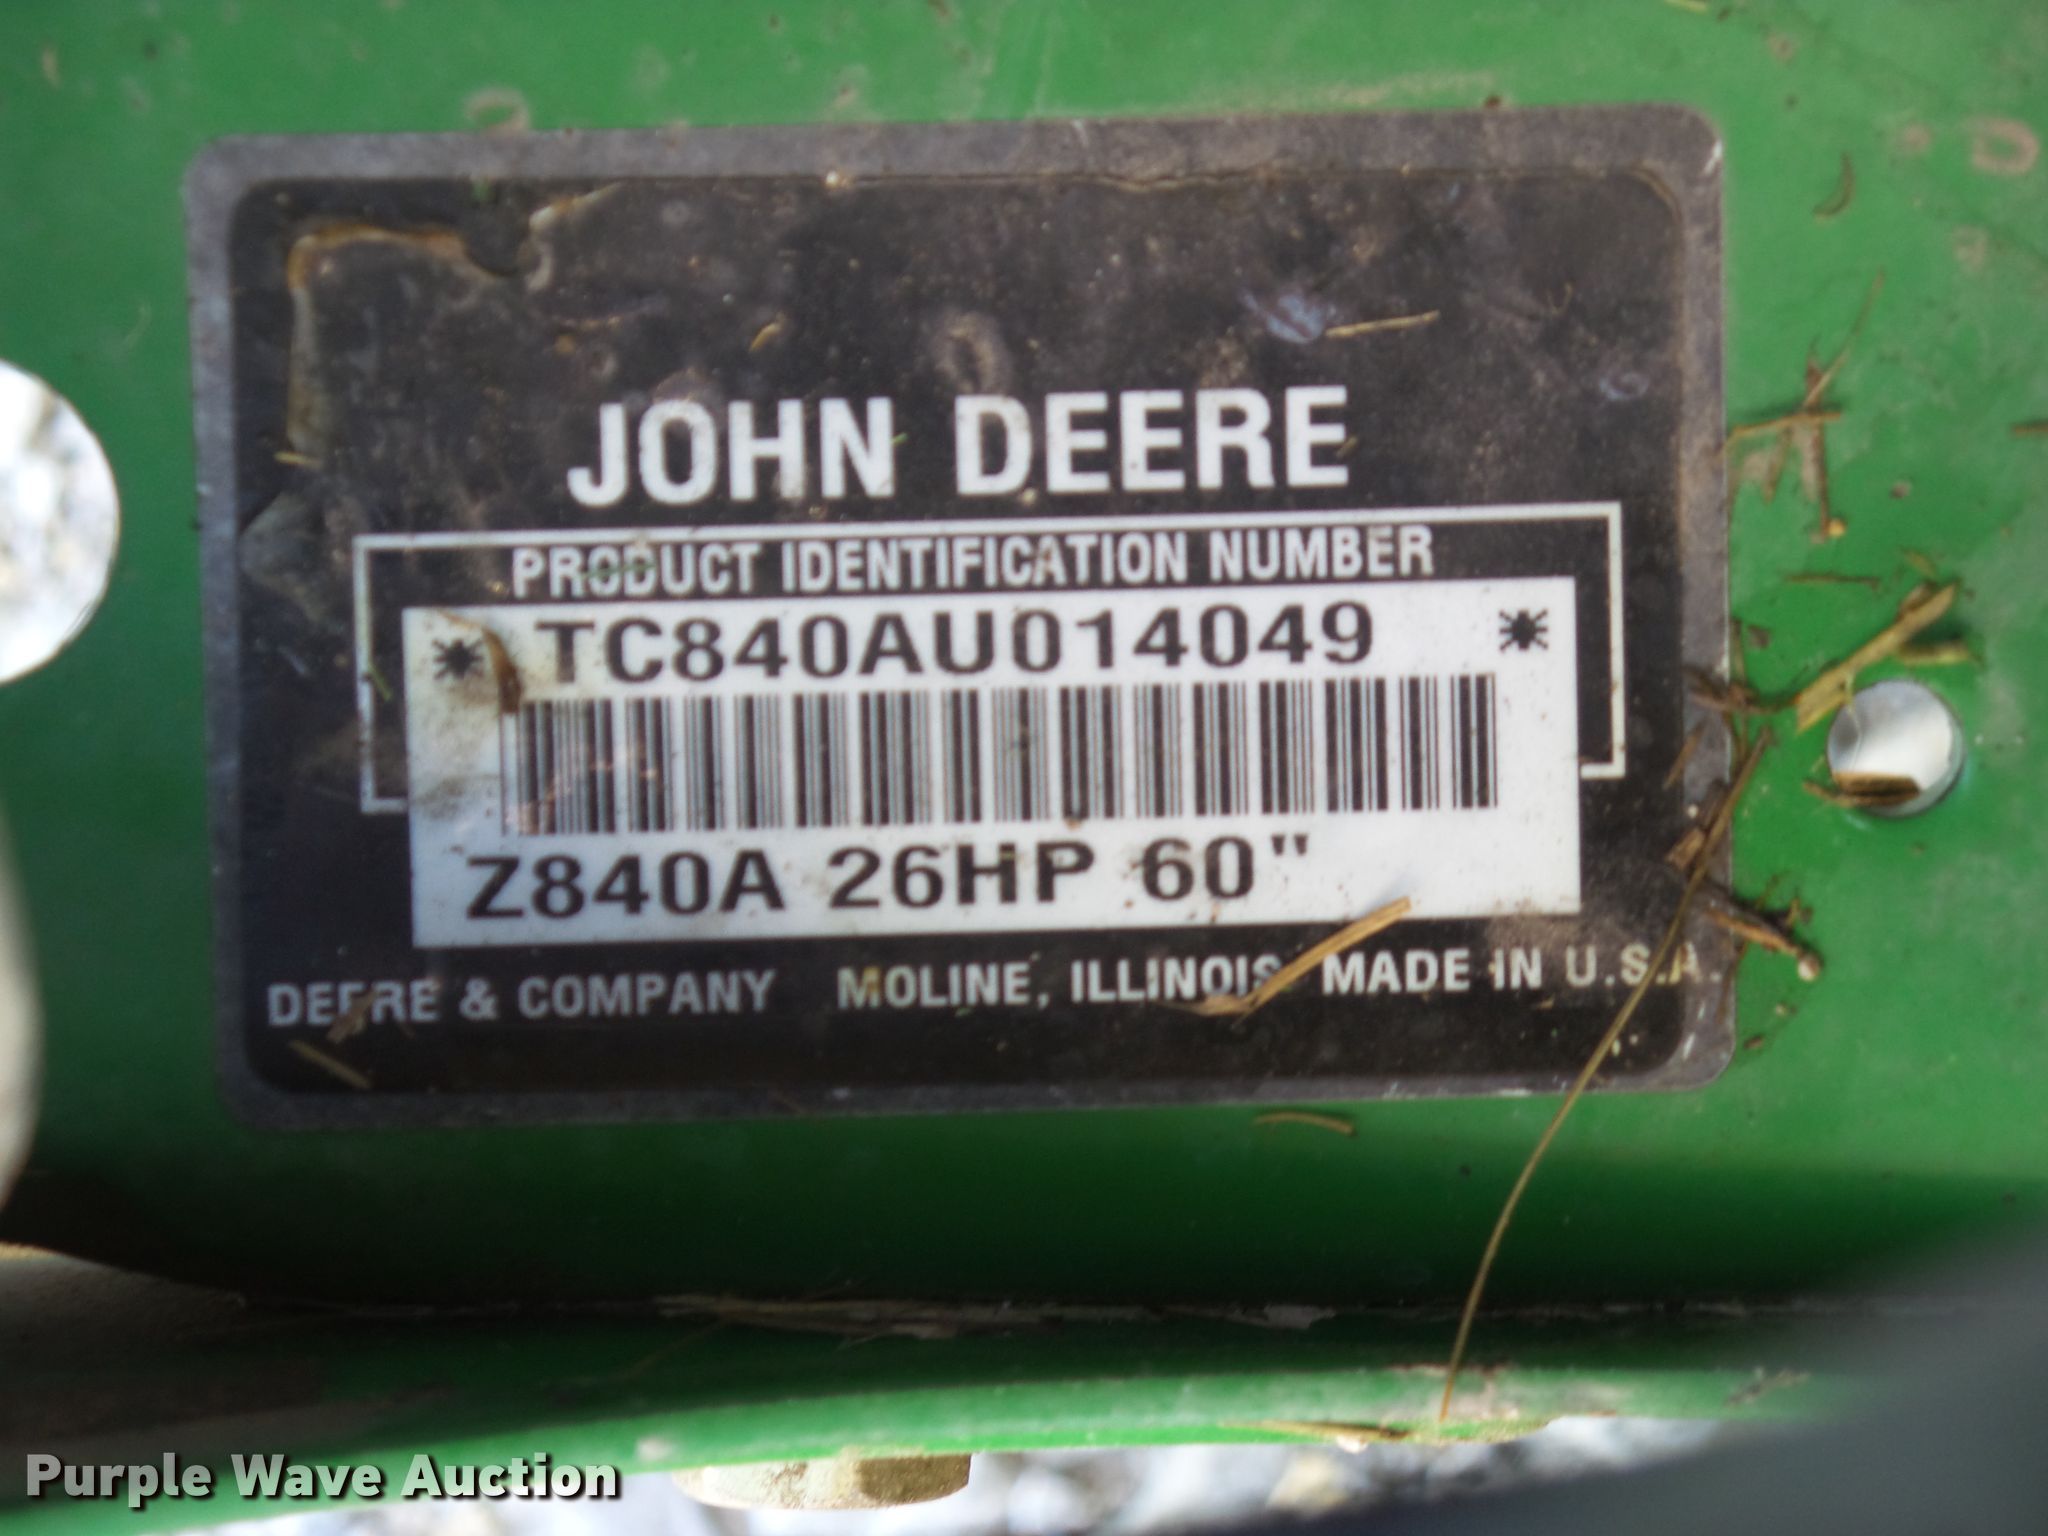 JOHN DEERE
PRODUCT IDENTIFICATION NUMBER
* TC840AU014049 *
Z840A 26HP 60"
DEERE & COMPANY MOLINE, ILLINOIS MADE IN U.S.A.
Purple Wave Auction